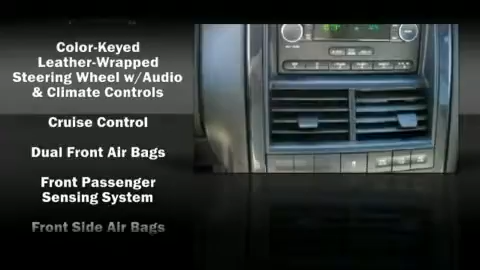 Color-Keyed
Leather-Wrapped
Steering Wheel w/Audio
& Climate Controls
Cruise Control
Dual Front Air Bags
Front Passenger
Sensing System
Front Side Air Bags